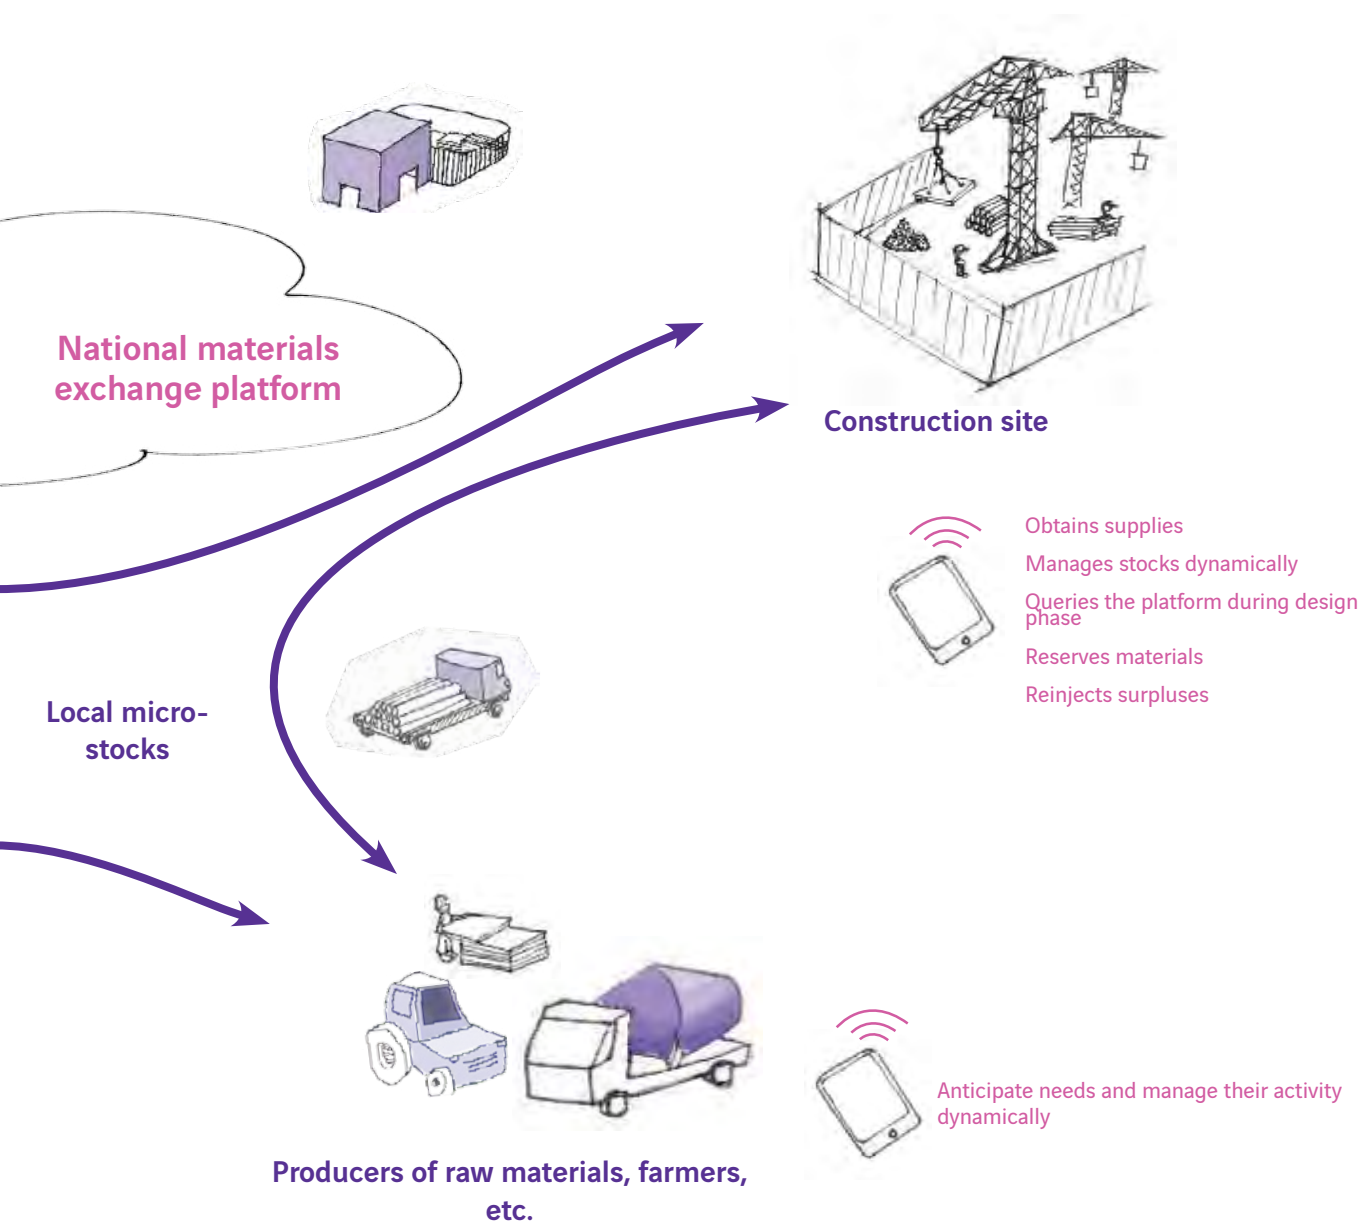 National materials
exchange platform
Construction site
Obtains supplies
Manages stocks dynamically
Queries the platform during design
phase
Reserves materials
Reinjects surpluses
Local micro-
stocks
Anticipate needs and manage their activity
dynamically
Producers of raw materials, farmers,
etc.